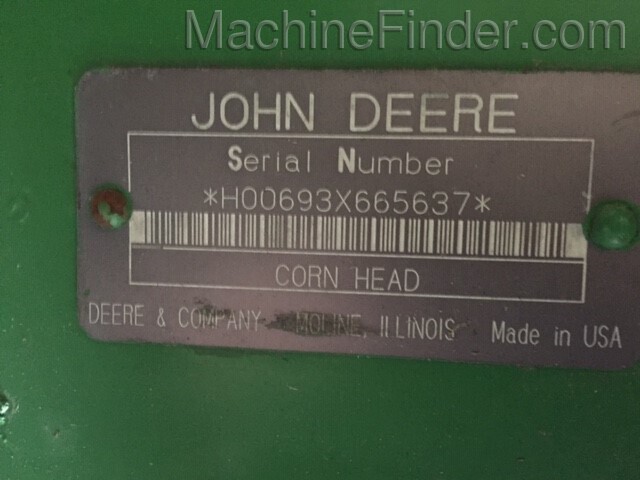 MachineFinder.com
JOHN DEERE
Serial Number
*H00693X665637*
CORN HEAD
DEERE & COMPANY MOLINE, ILLINOIS Made in USA